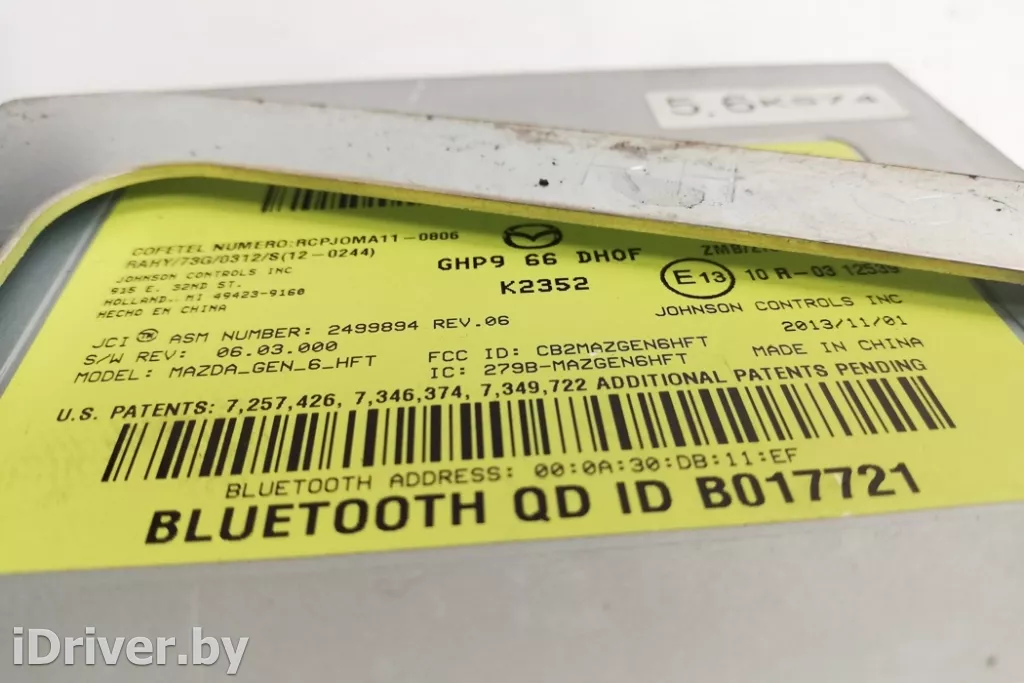 5,6KS74
COFETEL NUMERO:RCPJOMA11-0806
RAHY/73G/0312/S(12-0244)
JOHNSON CONTROLS INC
915 E. 32ND ST.
HOLLAND, MI 49423-9160
HECHO EN CHINA
GHP9 66 DH0F
K2352
E13 10 R-03 12539
JOHNSON CONTROLS INC
2013/11/01
MADE IN CHINA
JCI TM ASM NUMBER: 2499894 REV.06
S/W REV: 06.03.000
MODEL: MAZDA_GEN_6_HFT
FCC ID: CB2MAZGEN6HFT
IC: 279B-MAZGEN6HFT
U.S. PATENTS: 7,257,426, 7,346,374, 7,349,722 ADDITIONAL PATENTS PENDING
BLUETOOTH ADDRESS: 00:0A:30:DB:11:EF
BLUETOOTH QD ID B017721
iDriver.by